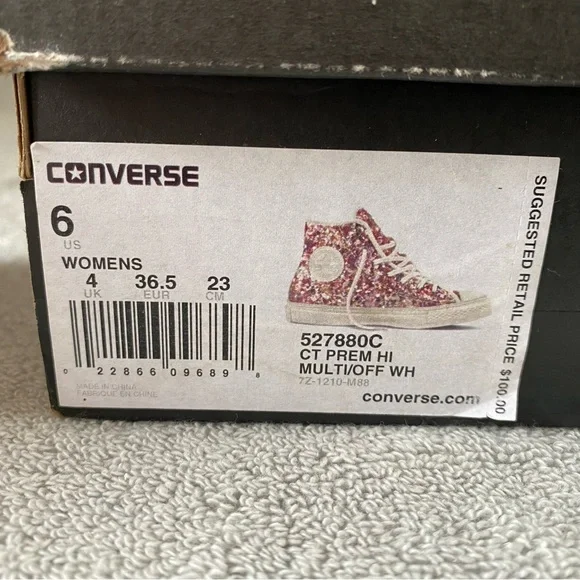 CONVERSE
6
US
WOMENS
4 36.5 23
UK EUR CM
0 22866 09689 8
MADE IN CHINA
FABRIQUÉ EN CHINE
527880C
CT PREM HI
MULTI/OFF WH
7Z-1210-M88
converse.com
SUGGESTED RETAIL PRICE $100.00